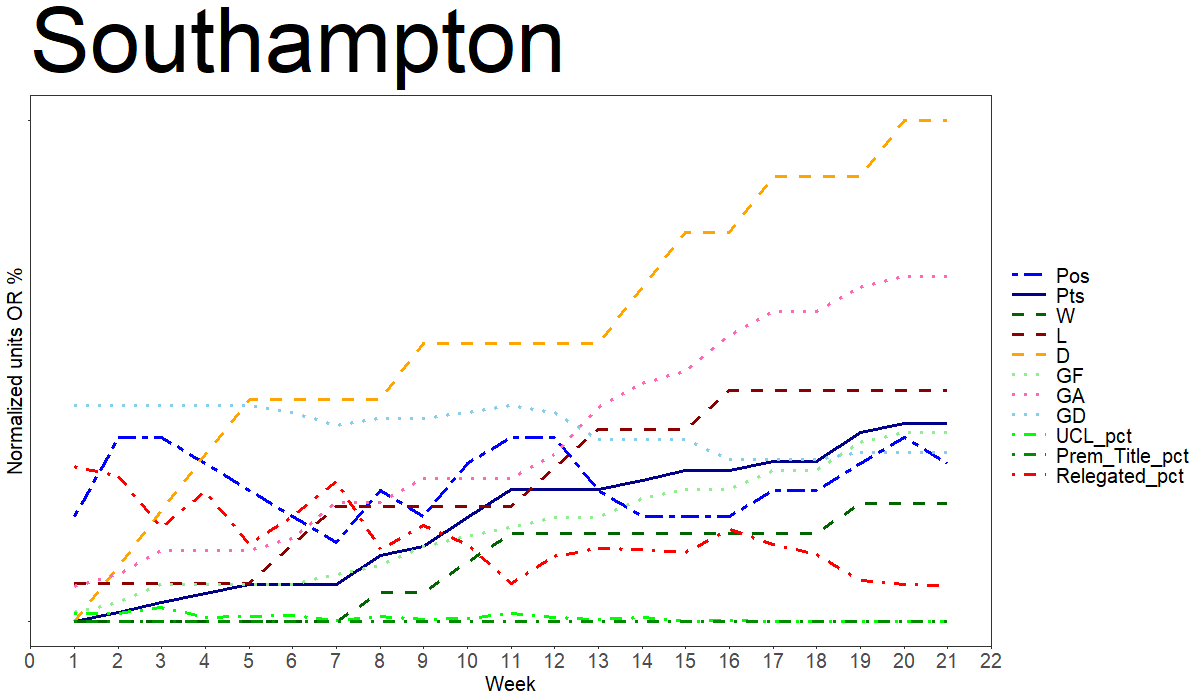 Southampton
Normalized units OR %
Pos
Pts
W
L
D
GF
GA
GD
UCL_pct
Prem_Title_pct
Relegated_pct
0 1 2 3 4 5 6 7 8 9 10 11 12 13 14 15 16 17 18 19 20 21 22
Week